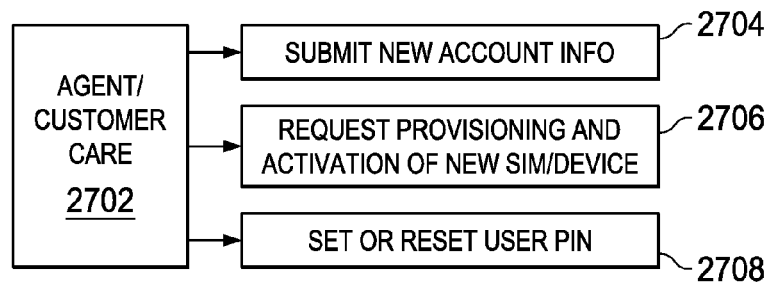 AGENT/
CUSTOMER
CARE
2702
SUBMIT NEW ACCOUNT INFO
2704
REQUEST PROVISIONING AND
ACTIVATION OF NEW SIM/DEVICE
2706
SET OR RESET USER PIN
2708